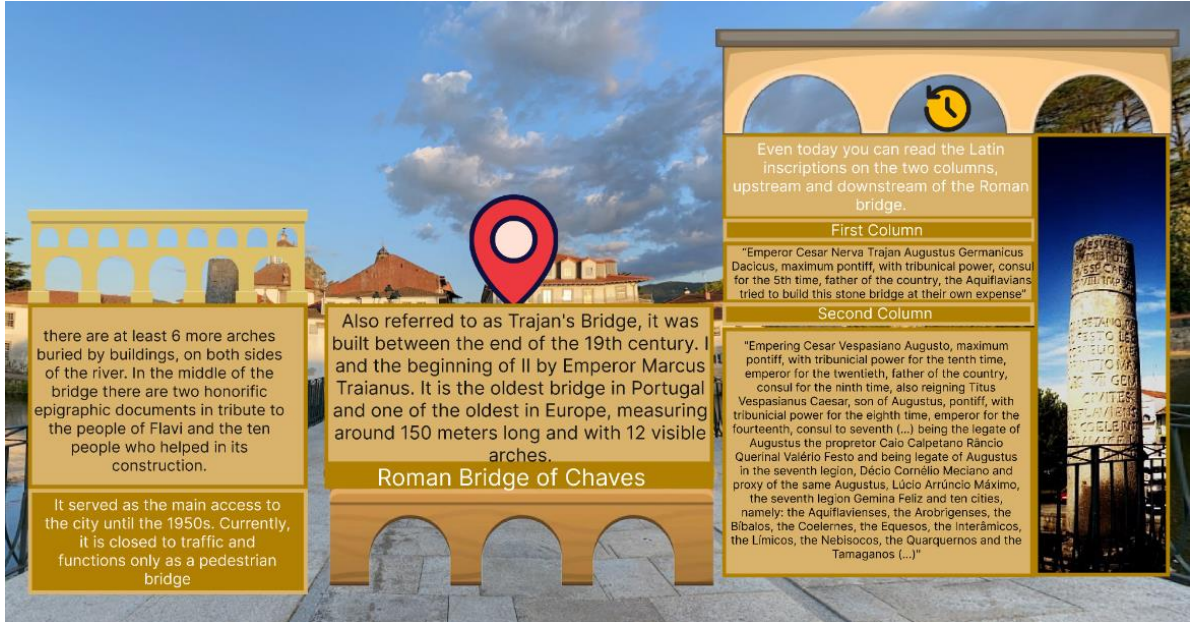 there are at least 6 more arches
buried by buildings, on both sides
of the river. In the middle of the
bridge there are two honorific
epigraphic documents in tribute to
the people of Flavi and the ten
people who helped in its
construction.
It served as the main access to
the city until the 1950s. Currently,
it is closed to traffic and
functions only as a pedestrian
bridge
Also referred to as Trajan's Bridge, it was
built between the end of the 19th century. I
and the beginning of II by Emperor Marcus
Traianus. It is the oldest bridge in Portugal
and one of the oldest in Europe, measuring
around 150 meters long and with 12 visible
arches.
Roman Bridge of Chaves
Even today you can read the Latin
inscriptions on the two columns,
upstream and downstream of the Roman
bridge.
First Column
"Emperor Cesar Nerva Trajan Augustus Germanicus
Dacicus, maximum pontiff, with tribunicial power, consul
for the 5th time, father of the country, the Aquiflavians
tried to build this stone bridge at their own expense"
Second Column
"Empering Cesar Vespasiano Augusto, maximum
pontiff, with tribunicial power for the tenth time,
emperor for the twentieth, father of the country,
consul for the ninth time, also reigning Titus
Vespasianus Caesar, son of Augustus, pontiff, with
tribunicial power for the eighth time, emperor for the
fourteenth, consul to seventh (...) being the legate of
Augustus the propretor Caio Calpetano Râncio
Querinal Valério Festo and being legate of Augustus
in the seventh legion, Décio Cornélio Meciano and
proxy of the same Augustus, Lúcio Arrúncio Máximo,
the seventh legion Gemina Feliz and ten cities,
namely: the Aquiflavienses, the Arobrigenses, the
Bíbalos, the Coelernes, the Equesos, the Interâmicos,
the Límicos, the Nebisocos, the Quarquernos and the
Tamaganos (...)"